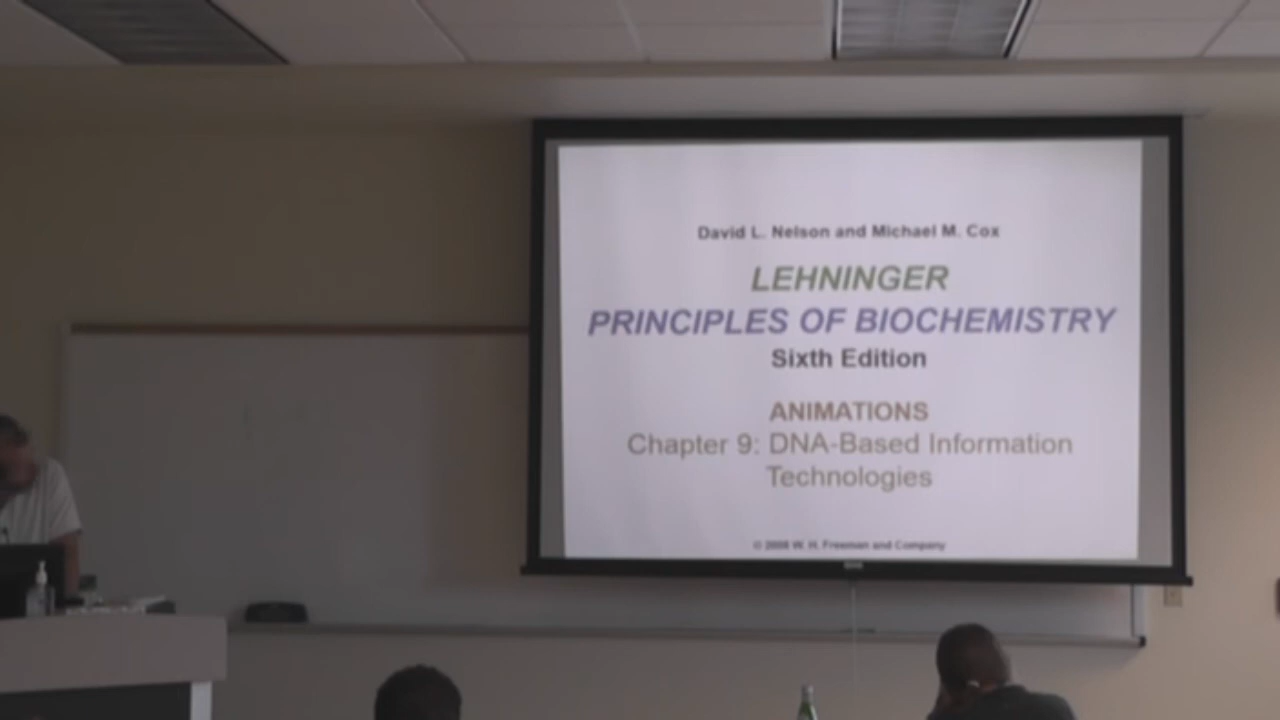 David L. Nelson and Michael M. Cox
LEHNINGER
PRINCIPLES OF BIOCHEMISTRY
Sixth Edition
ANIMATIONS
Chapter 9: DNA-Based Information
Technologies
© 2008 W. H. Freeman and Company